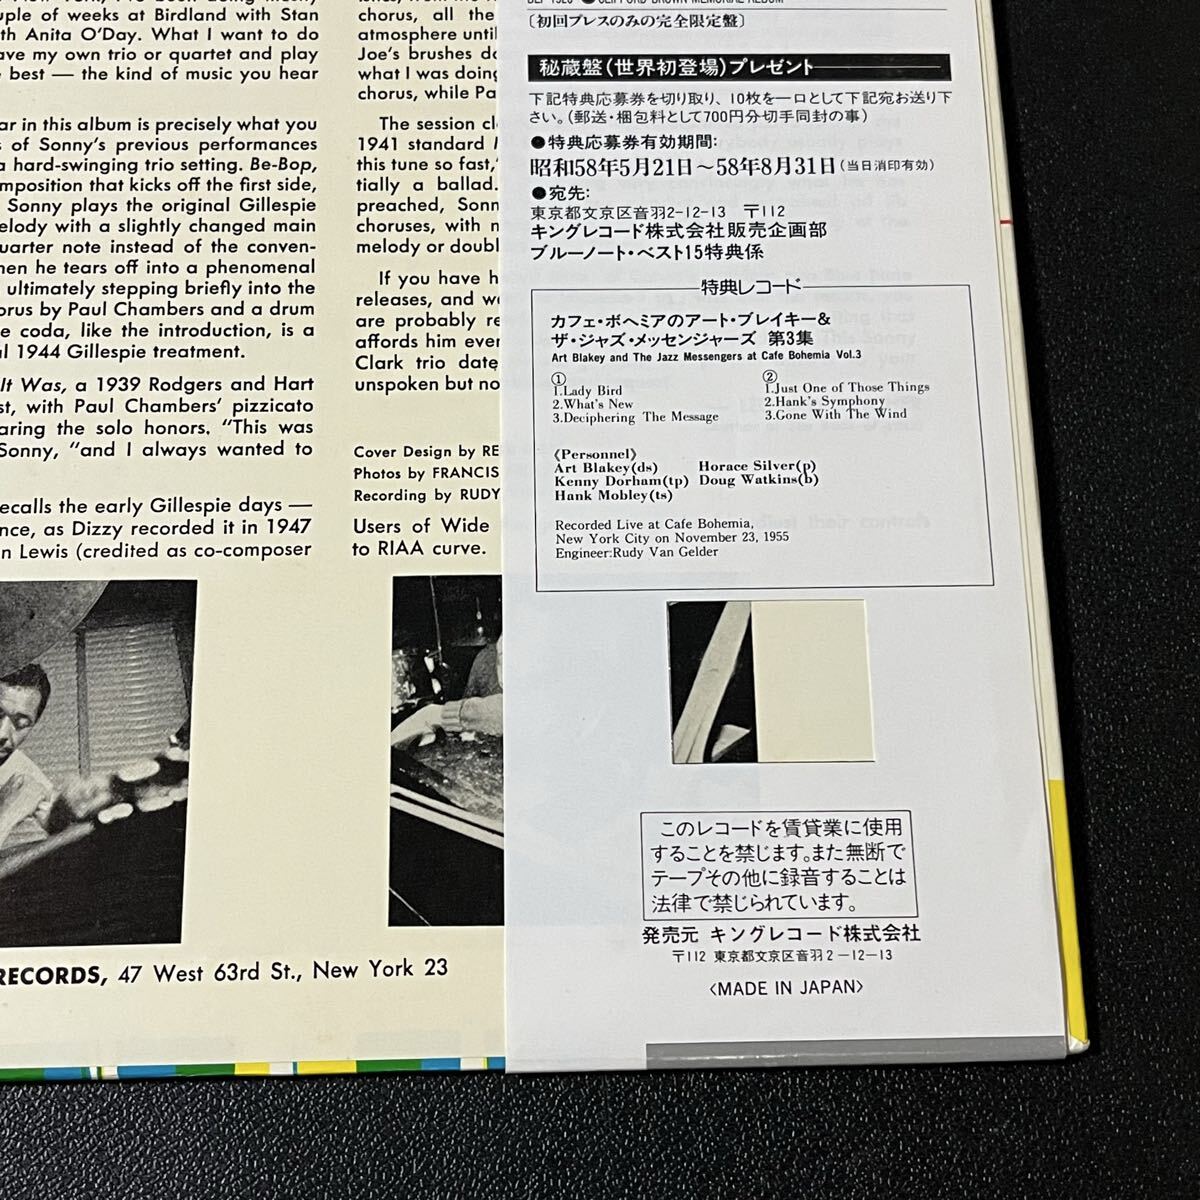 uple of weeks at Birdland with Stan
th Anita O'Day. What I want to do
ave my own trio or quartet and play
best — the kind of music you hear
ar in this album is precisely what you
s of Sonny's previous performances
a hard-swinging trio setting. Be-Bop,
mposition that kicks off the first side,
Sonny plays the original Gillespie
elody with a slightly changed main
uarter note instead of the conven-
hen he tears off into a phenomenal
ultimately stepping briefly into the
orus by Paul Chambers and a drum
e coda, like the introduction, is a
al 1944 Gillespie treatment.
It Was, a 1939 Rodgers and Hart
st, with Paul Chambers' pizzicato
aring the solo honors. "This was
Sonny, "and I always wanted to
ecalls the early Gillespie days —
nce, as Dizzy recorded it in 1947
n Lewis (credited as co-composer
chorus, all the
atmosphere until
Joe's brushes do
what I was doing
chorus, while Pa
The session cl
1941 standard
this tune so fast,"
tially a ballad.
preached, Sonn
choruses, with n
melody or doubl
If you have h
releases, and we
are probably re
affords him even
Clark trio date,
unspoken but no
Cover Design by RE
Photos by FRANCIS
Recording by RUDY
Users of Wide
to RIAA curve.
RECORDS, 47 West 63rd St., New York 23
BLP 1526 ●CLIFFORD BROWN MEMORIAL ALBUM
〔初回プレスのみの完全限定盤〕
秘蔵盤(世界初登場)プレゼント
下記特典応募券を切り取り、10枚を一口として下記宛お送り下
さい。(郵送・梱包料として700円分切手同封の事)
●特典応募券有効期間:
昭和58年5月21日〜58年8月31日(当日消印有効)
●宛先:
東京都文京区音羽2-12-13 〒112
キングレコード株式会社販売企画部
ブルーノート・ベスト15特典係
特典レコード
カフェ・ボヘミアのアート・ブレイキー&
ザ・ジャズ・メッセンジャーズ 第3集
Art Blakey and The Jazz Messengers at Cafe Bohemia Vol.3
①
1.Lady Bird
2.What's New
3.Deciphering The Message
②
1.Just One of Those Things
2.Hank's Symphony
3.Gone With The Wind
《Personnel》
Art Blakey(ds) Horace Silver(p)
Kenny Dorham(tp) Doug Watkins(b)
Hank Mobley(ts)
Recorded Live at Cafe Bohemia,
New York City on November 23, 1955
Engineer:Rudy Van Gelder
このレコードを賃貸業に使用
することを禁じます。また無断で
テープその他に録音することは
法律で禁じられています。
発売元 キングレコード株式会社
〒112 東京都文京区音羽2-12-13
〈MADE IN JAPAN〉